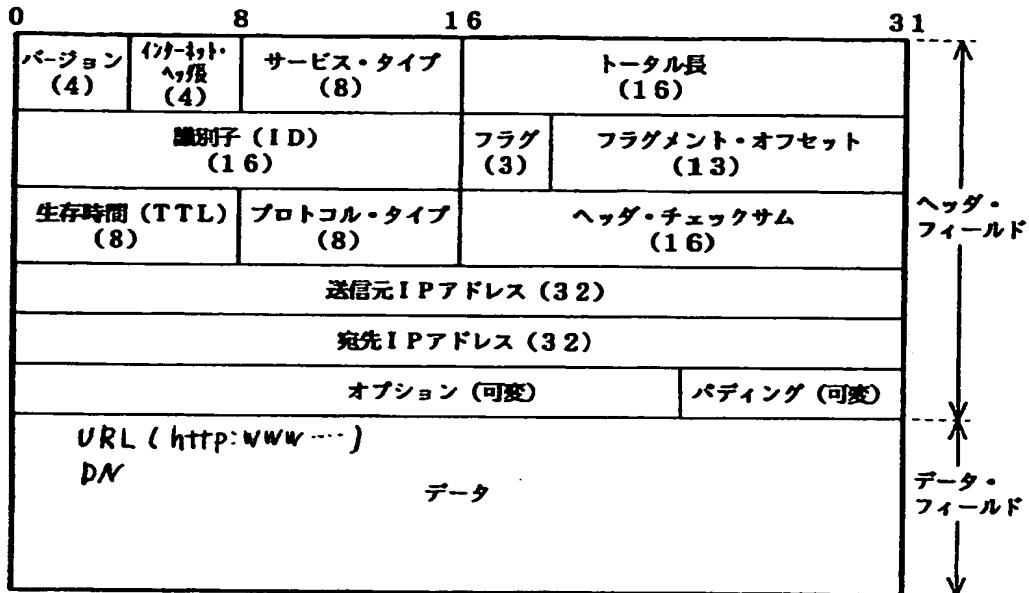 0 8 16 31
バージョン
(4)
インターネット・
ヘッダ長
(4)
サービス・タイプ
(8)
トータル長
(16)
識別子 (ID)
(16)
フラグ
(3)
フラグメント・オフセット
(13)
生存時間 (TTL)
(8)
プロトコル・タイプ
(8)
ヘッダ・チェックサム
(16)
送信元IPアドレス (32)
宛先IPアドレス (32)
オプション (可変)
パディング (可変)
ヘッダ・
フィールド
URL (http:www ‥‥)
DN
データ
データ・
フィールド